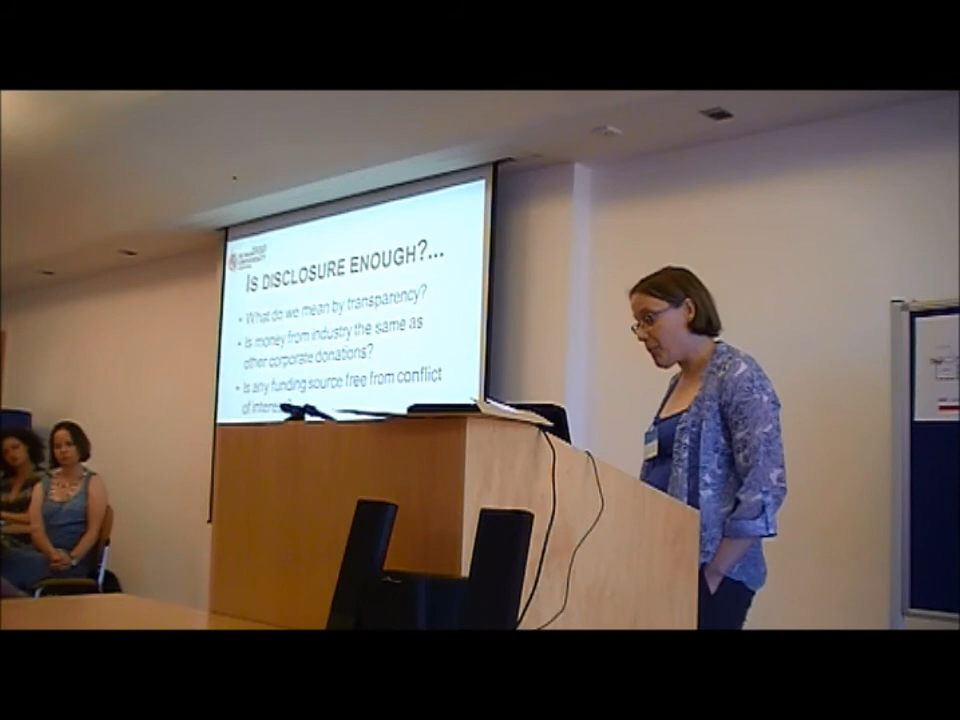 IS DISCLOSURE ENOUGH?...
• What do we mean by transparency?
• Is money from industry the same as
other corporate donations?
• Is any funding source free from conflict
of